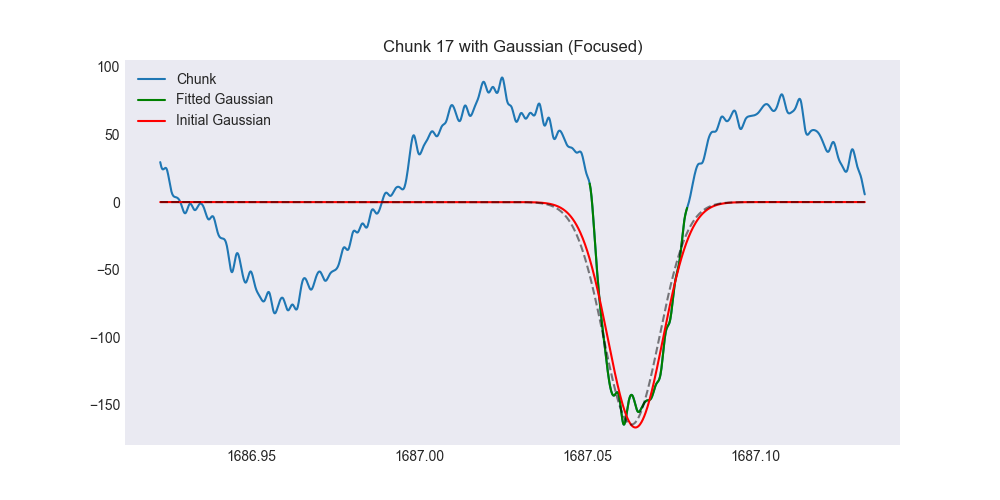 Chunk 17 with Gaussian (Focused)
Chunk
Fitted Gaussian
Initial Gaussian
100
50
0
−50
−100
−150
1686.95
1687.00
1687.05
1687.10